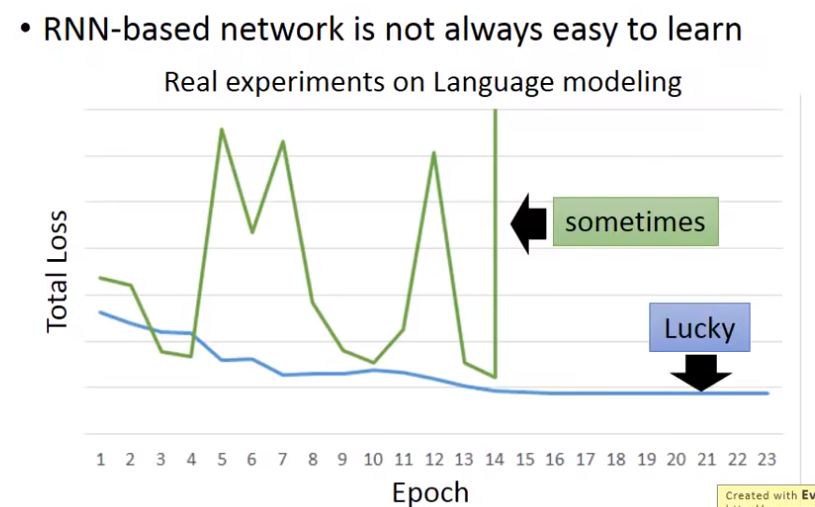 • RNN-based network is not always easy to learn
Real experiments on Language modeling
Total Loss
sometimes
Lucky
1 2 3 4 5 6 7 8 9 10 11 12 13 14 15 16 17 18 19 20 21 22 23
Epoch
Created with Ev